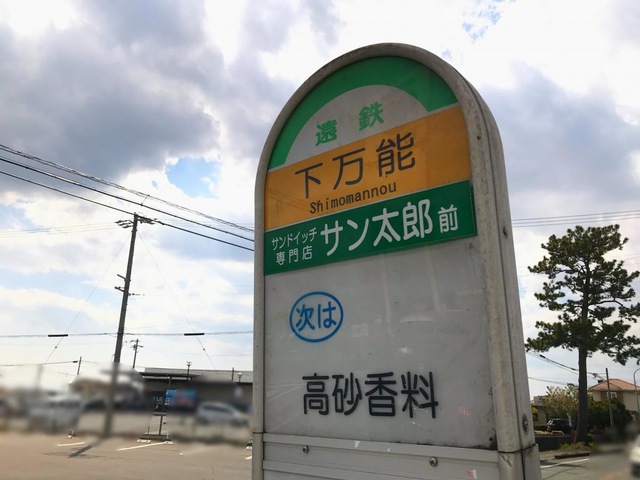 遠鉄
下万能
Shimomannou
サンドイッチ
専門店
サン太郎前
次は
高砂香料